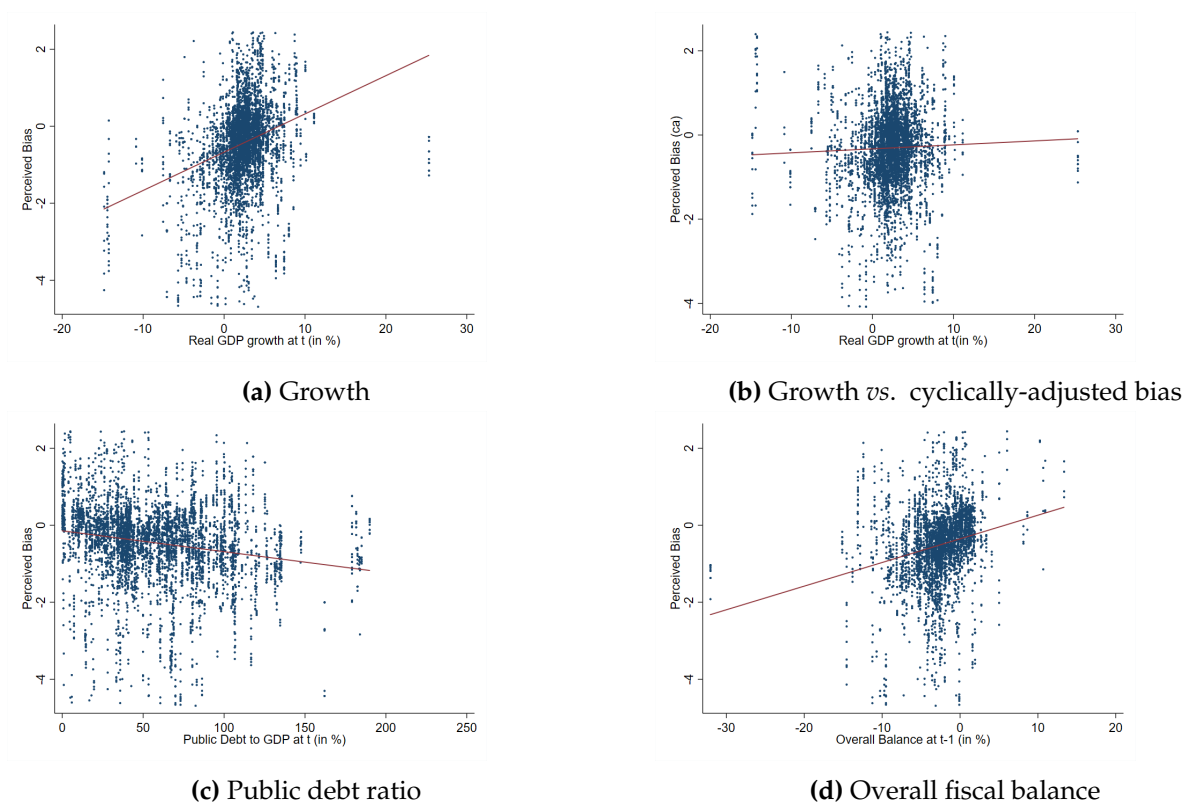 2
0
-2
-4
Perceived Bias
-20 -10 0 10 20 30
Real GDP growth at t (in %)
(a) Growth
2
0
-2
-4
Perceived Bias (ca)
-20 -10 0 10 20 30
Real GDP growth at t(in %)
(b) Growth vs. cyclically-adjusted bias
2
0
-2
-4
Perceived Bias
0 50 100 150 200 250
Public Debt to GDP at t (in %)
(c) Public debt ratio
2
0
-2
-4
Perceived Bias
-30 -20 -10 0 10 20
Overall Balance at t-1 (in %)
(d) Overall fiscal balance